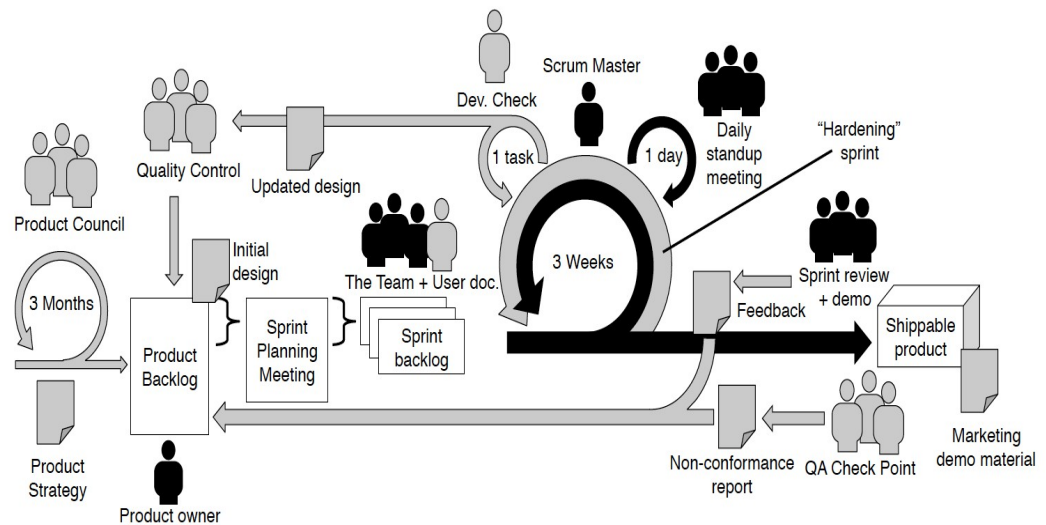 Scrum Master
Dev. Check
Daily
standup
meeting
"Hardening"
sprint
1 task
1 day
Quality Control
Updated design
Product Council
Initial
design
The Team + User doc.
3 Weeks
3 Months
Sprint review
+ demo
Feedback
Product
Backlog
Sprint
Planning
Meeting
Sprint
backlog
Shippable
product
Product
Strategy
Product owner
Non-conformance
report
QA Check Point
Marketing
demo material